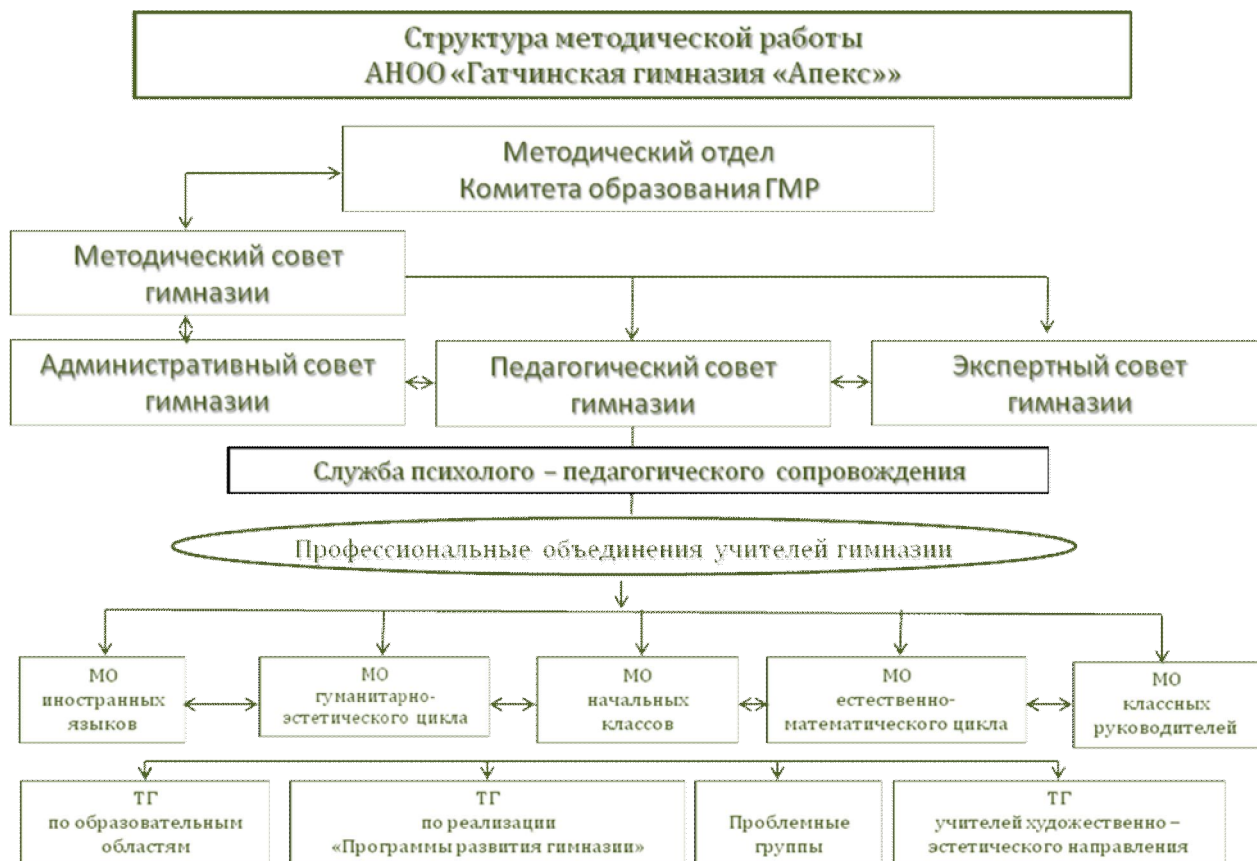 Структура методической работы
АНОО «Гатчинская гимназия «Апекс»»
Методический отдел
Комитета образования ГМР
Методический совет
гимназии
Административный совет
гимназии
Педагогический совет
гимназии
Экспертный совет
гимназии
Служба психолого – педагогического сопровождения
Профессиональные объединения учителей гимназии
МО
иностранных
языков
МО
гуманитарно-
эстетического цикла
МО
начальных
классов
МО
естественно-
математического цикла
МО
классных
руководителей
ТГ
по образовательным
областям
ТГ
по реализации
«Программы развития гимназии»
Проблемные
группы
ТГ
учителей художественно –
эстетического направления